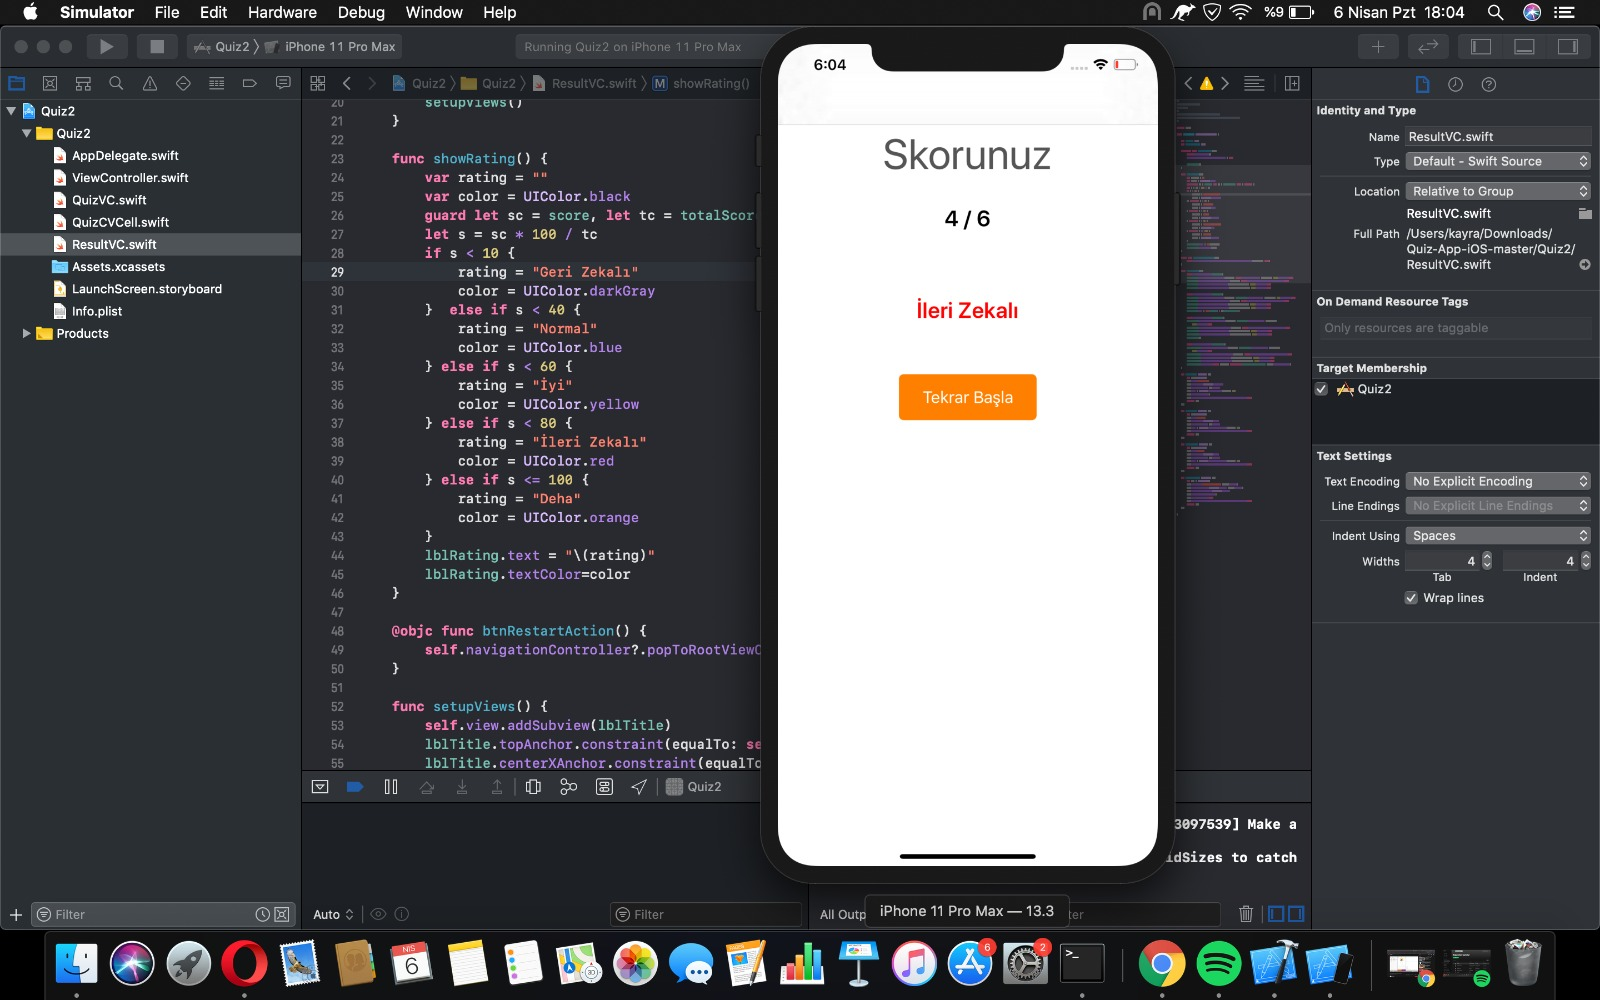 Simulator File Edit Hardware Debug Window Help
%9 6 Nisan Pzt 18:04
Quiz2 iPhone 11 Pro Max
Running Quiz2 on iPhone 11 Pro Max
Quiz2 Quiz2 ResultVC.swift M showRating()
Quiz2
Quiz2
AppDelegate.swift
ViewController.swift
QuizVC.swift
QuizCVCell.swift
ResultVC.swift
Assets.xcassets
LaunchScreen.storyboard
Info.plist
Products
Filter
20 setupViews()
21 }
22
23 func showRating() {
24 var rating = ""
25 var color = UIColor.black
26 guard let sc = score, let tc = totalScor
27 let s = sc * 100 / tc
28 if s < 10 {
29 rating = "Geri Zekalı"
30 color = UIColor.darkGray
31 }  else if s < 40 {
32 rating = "Normal"
33 color = UIColor.blue
34 } else if s < 60 {
35 rating = "İyi"
36 color = UIColor.yellow
37 } else if s < 80 {
38 rating = "İleri Zekalı"
39 color = UIColor.red
40 } else if s <= 100 {
41 rating = "Deha"
42 color = UIColor.orange
43 }
44 lblRating.text = "\(rating)"
45 lblRating.textColor=color
46 }
47
48 @objc func btnRestartAction() {
49 self.navigationController?.popToRootViewC
50 }
51
52 func setupViews() {
53 self.view.addSubview(lblTitle)
54 lblTitle.topAnchor.constraint(equalTo: se
55 lblTitle.centerXAnchor.constraint(equalTo
Quiz2
Auto
Filter
All Outp
3097539] Make a
idSizes to catch
6:04
Skorunuz
4 / 6
İleri Zekalı
Tekrar Başla
iPhone 11 Pro Max — 13.3
Identity and Type
Name ResultVC.swift
Type Default - Swift Source
Location Relative to Group
ResultVC.swift
Full Path /Users/kayra/Downloads/
Quiz-App-iOS-master/Quiz2/
ResultVC.swift
On Demand Resource Tags
Only resources are taggable
Target Membership
Quiz2
Text Settings
Text Encoding No Explicit Encoding
Line Endings No Explicit Line Endings
Indent Using Spaces
Widths 4 4
Tab Indent
Wrap lines
NİS
6
6
2